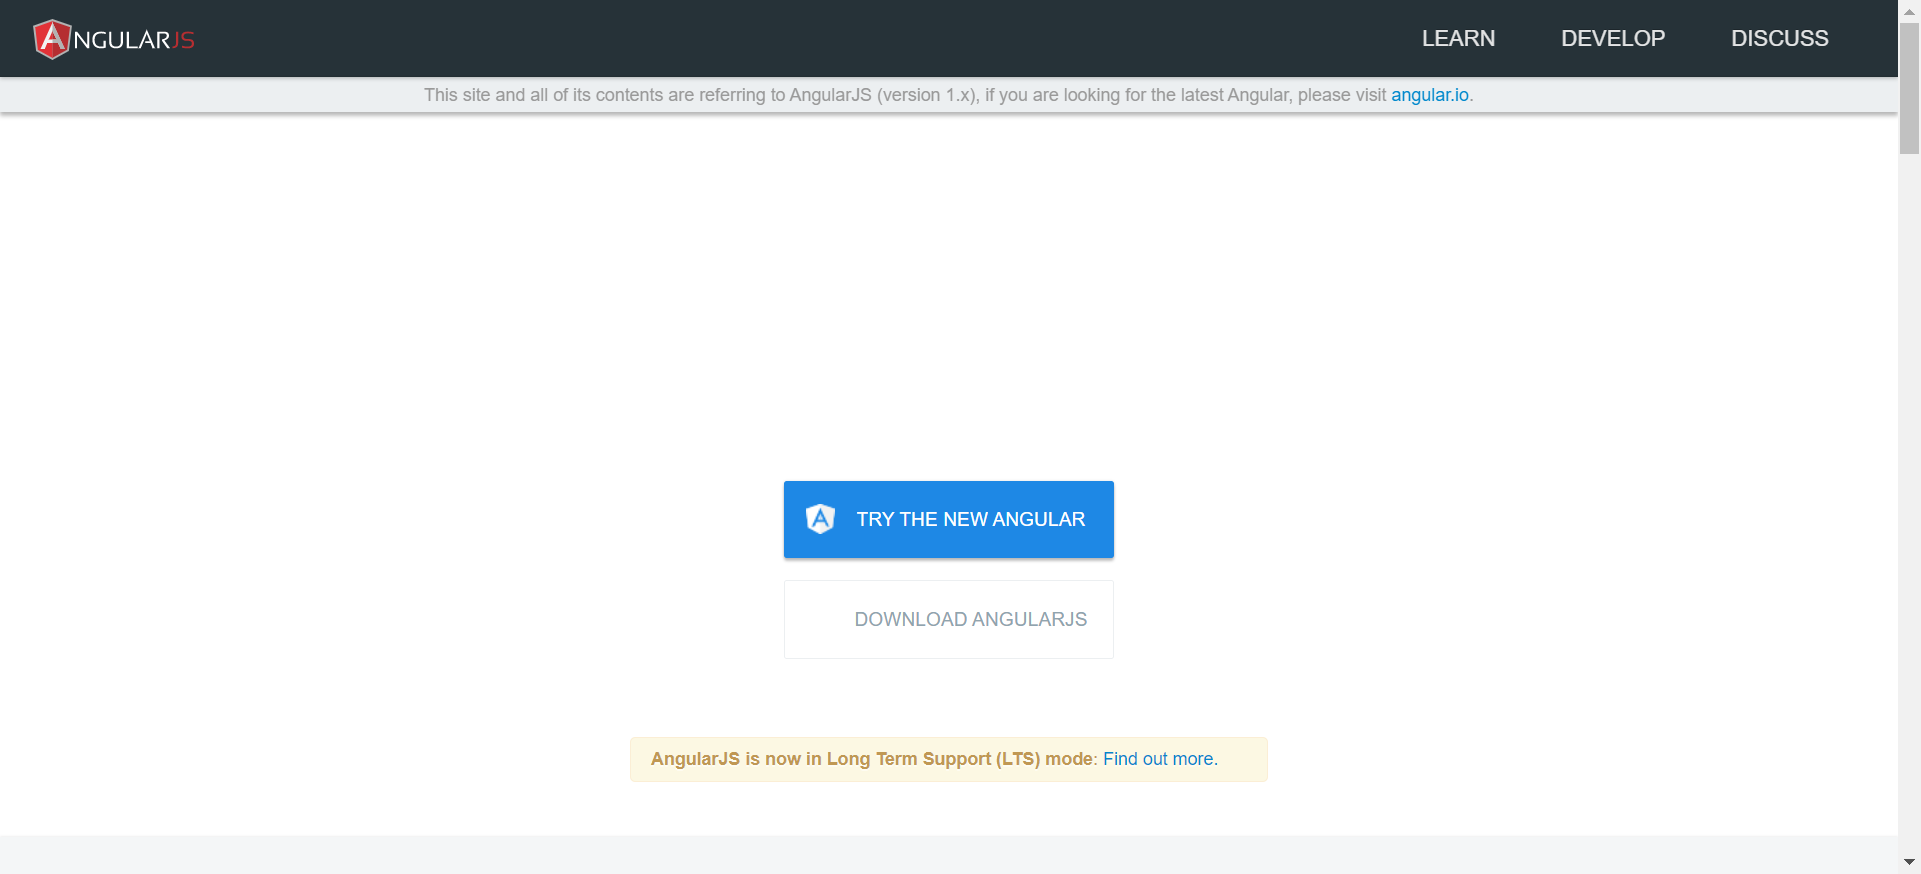 ANGULARJS
LEARN DEVELOP DISCUSS
This site and all of its contents are referring to AngularJS (version 1.x), if you are looking for the latest Angular, please visit angular.io.
TRY THE NEW ANGULAR
DOWNLOAD ANGULARJS
AngularJS is now in Long Term Support (LTS) mode: Find out more.